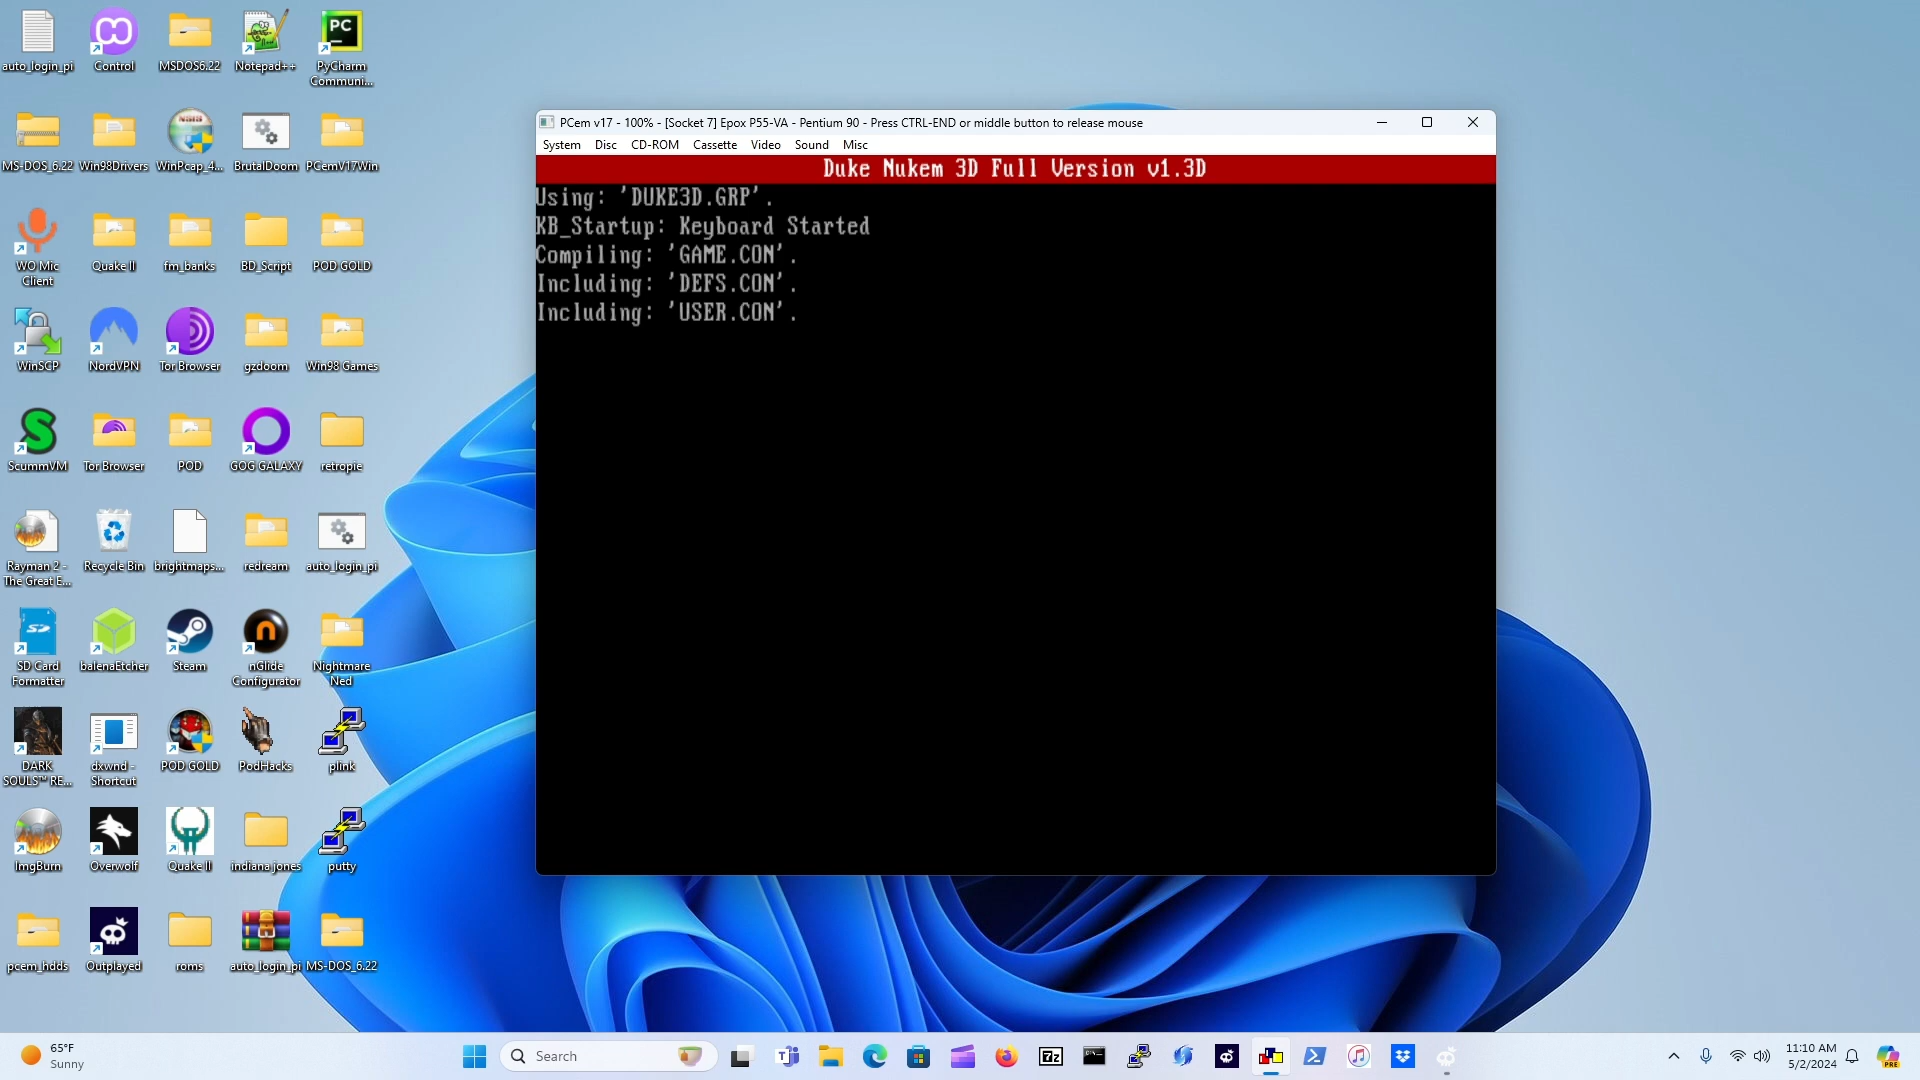 auto_login_pi
Control
MSDOS6.22
Notepad++
PyCharm
Communi...
MS-DOS_6.22
Win98Drivers
WinPcap_4...
BrutalDoom
PCemV17Win
WO Mic
Client
Quake II
fm_banks
BD_Script
POD GOLD
WinSCP
NordVPN
Tor Browser
gzdoom
Win98 Games
ScummVM
Tor Browser
POD
GOG GALAXY
retropie
Rayman 2 -
The Great E...
Recycle Bin
brightmaps...
redream
auto_login_pi
SD Card
Formatter
balenaEtcher
Steam
nGlide
Configurator
Nightmare
Ned
DARK
SOULS™ RE...
dxwnd -
Shortcut
POD GOLD
PodHacks
plink
ImgBurn
Overwolf
Quake II
indiana jones
putty
pcem_hdds
Outplayed
roms
auto_login_pi
MS-DOS_6.22
PCem v17 - 100% - [Socket 7] Epox P55-VA - Pentium 90 - Press CTRL-END or middle button to release mouse
System Disc CD-ROM Cassette Video Sound Misc
Duke Nukem 3D Full Version v1.3D
Using: 'DUKE3D.GRP'.
KB_Startup: Keyboard Started
Compiling: 'GAME.CON'.
Including: 'DEFS.CON'.
Including: 'USER.CON'.
65°F
Sunny
Search
11:10 AM
5/2/2024